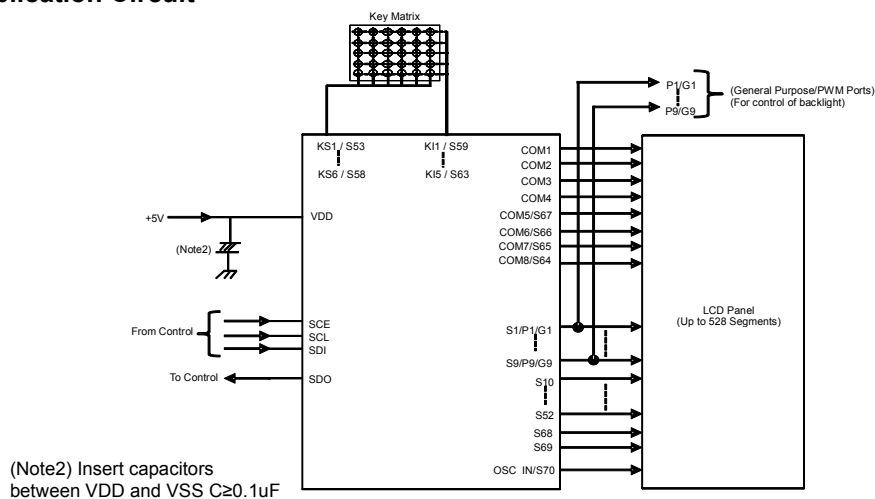 Key Matrix
P1/G1
P9/G9
(General Purpose/PWM Ports)
(For control of backlight)
KS1 / S53
KS6 / S58
KI1 / S59
KI5 / S63
COM1
COM2
COM3
COM4
COM5/S67
COM6/S66
COM7/S65
COM8/S64
+5V
VDD
(Note2)
From Control
SCE
SCL
SDI
To Control
SDO
S1/P1/G1
S9/P9/G9
S10
S52
S68
S69
OSC IN/S70
LCD Panel
(Up to 528 Segments)
(Note2) Insert capacitors
between VDD and VSS C≥0.1uF